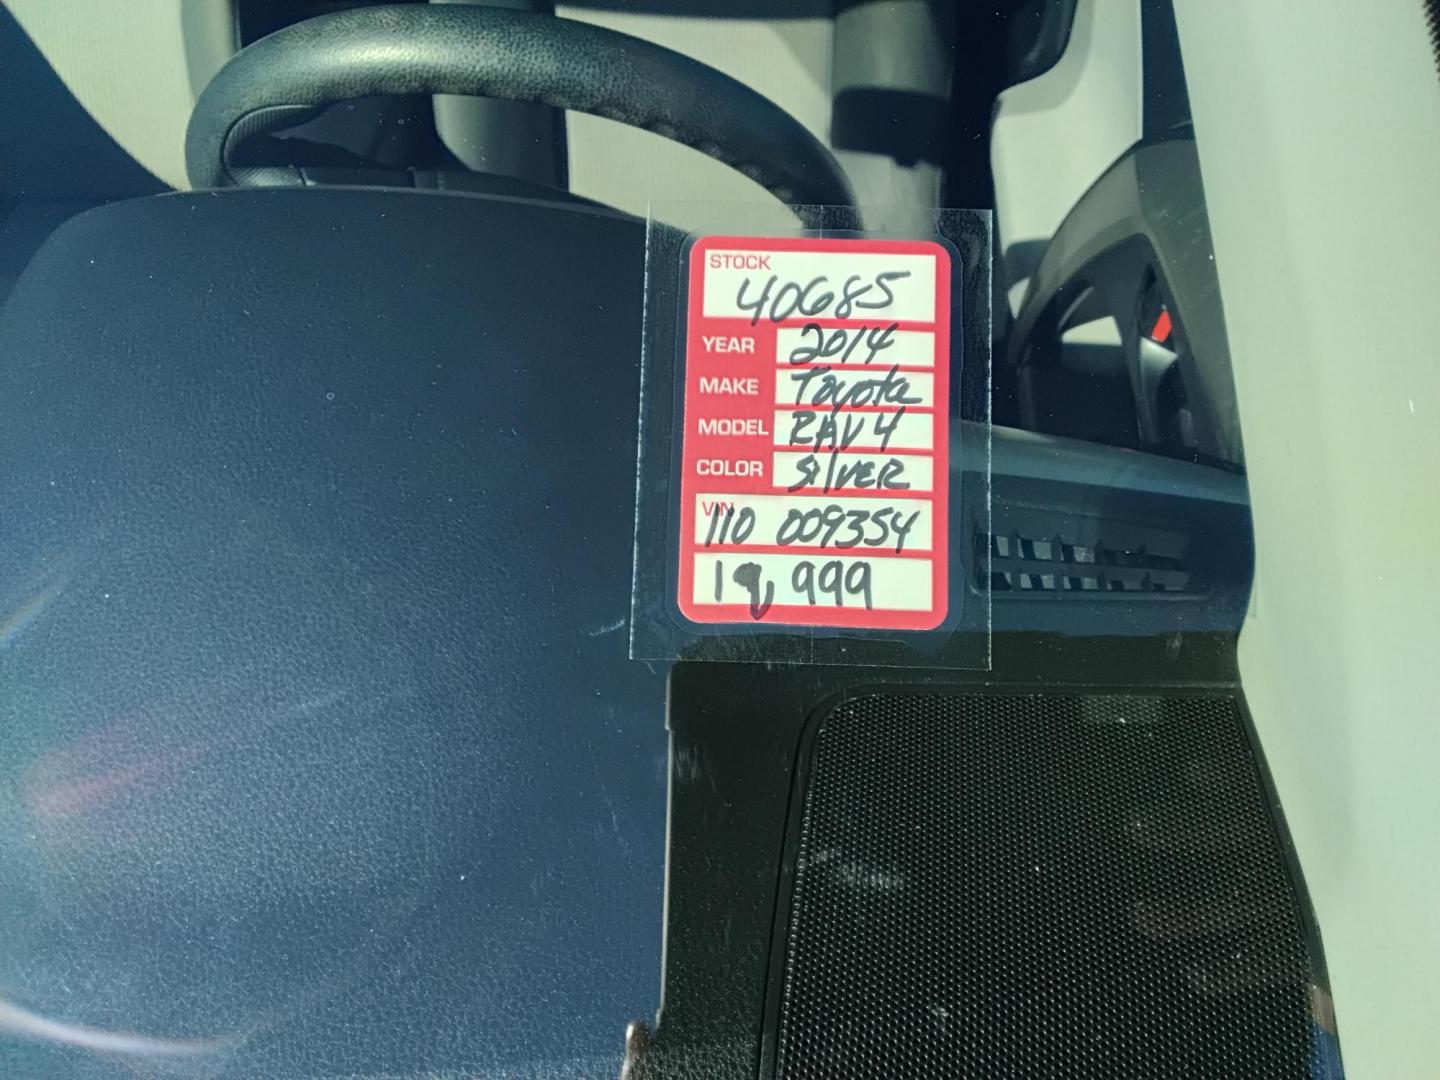 STOCK
40685
YEAR 2014
MAKE Toyota
MODEL RAV4
COLOR SILVER
VIN
110 009354
19,999